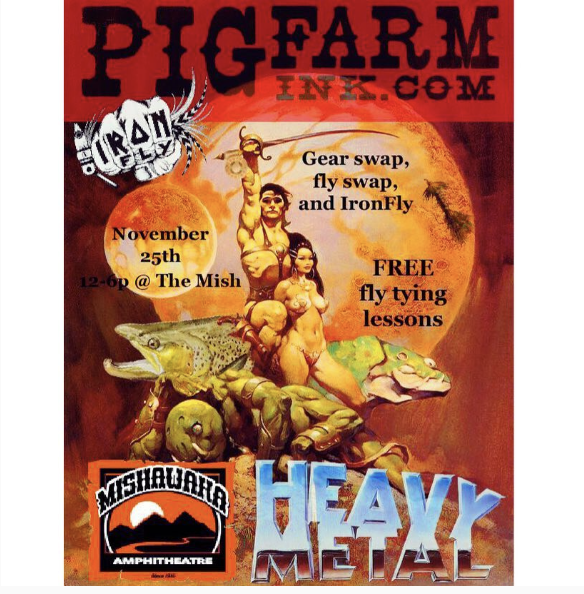 PIGFARM
INK.COM
IRON
FLY
Gear swap,
fly swap,
and IronFly
November
25th
12-6p @ The Mish
FREE
fly tying
lessons
MISHAWAKA
AMPHITHEATRE
HEAVY
METAL